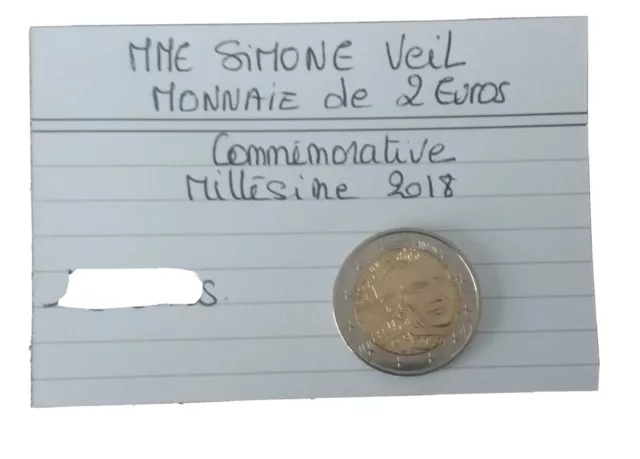 MME SiMONE VeiL
MONNAiE de 2 Euros
Commémorative
Millésime 2018